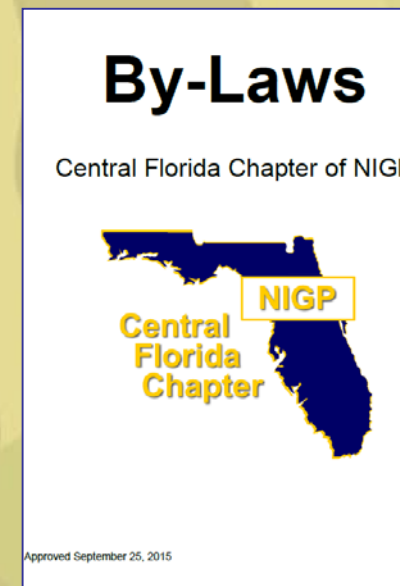 By-Laws
Central Florida Chapter of NIGP
NIGP
Central
Florida
Chapter
Approved September 25, 2015